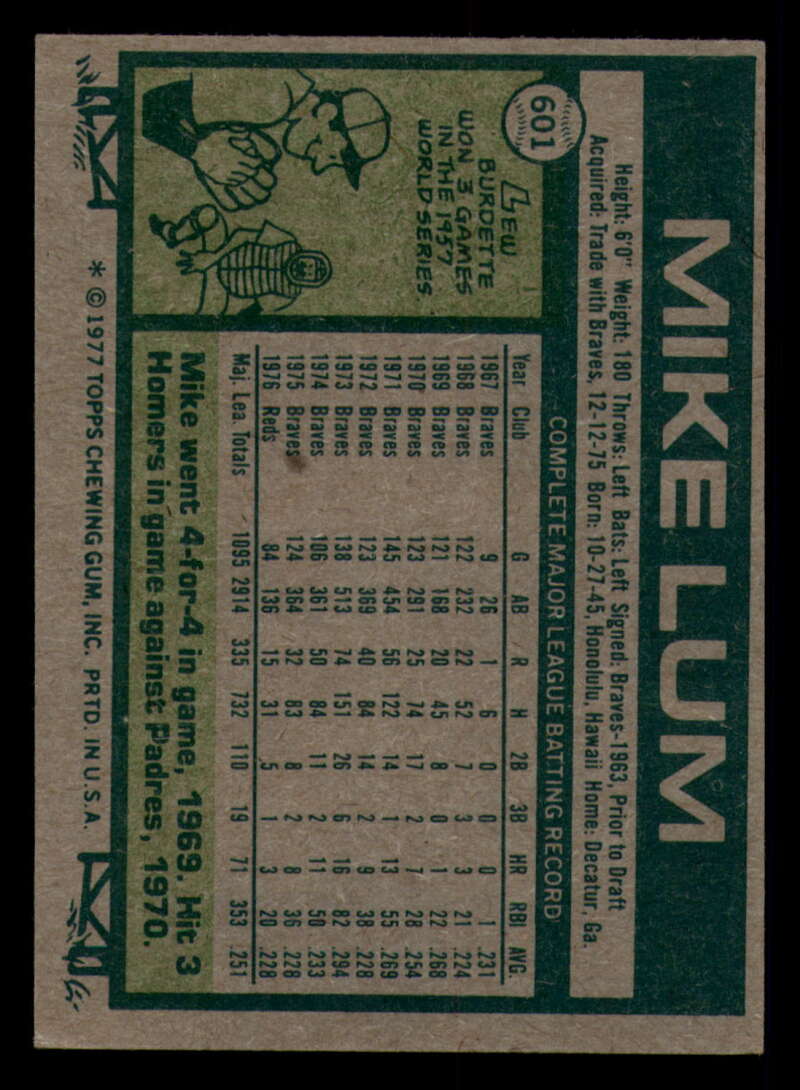 601
MIKE LUM
Height: 6'0" Weight: 180 Throws: Left Bats: Left Signed: Braves-1963, Prior to Draft
Acquired: Trade with Braves, 12-12-75 Born: 10-27-45, Honolulu, Hawaii Home: Decatur, Ga.
LEW
BURDETTE
WON 3 GAMES
IN THE 1957
WORLD SERIES
COMPLETE MAJOR LEAGUE BATTING RECORD
Year Club G AB R H 2B 3B HR RBI AVG.
1967 Braves 9 26 1 6 0 0 0 1 .231
1968 Braves 122 232 22 52 7 3 3 21 .224
1969 Braves 121 168 20 45 8 0 1 22 .268
1970 Braves 123 291 25 74 17 2 7 28 .254
1971 Braves 145 454 56 122 14 1 13 55 .269
1972 Braves 123 369 40 84 14 2 9 38 .228
1973 Braves 138 513 74 151 26 6 16 82 .294
1974 Braves 106 361 50 84 11 2 11 50 .233
1975 Braves 124 364 32 83 8 2 8 36 .228
1976 Reds 84 136 15 31 5 1 3 20 .228
Maj. Lea. Totals 1095 2914 335 732 110 19 71 353 .251
Mike went 4-for-4 in game, 1969. Hit 3
Homers in game against Padres, 1970.
* ©1977 TOPPS CHEWING GUM, INC. PRTD. IN U.S.A.